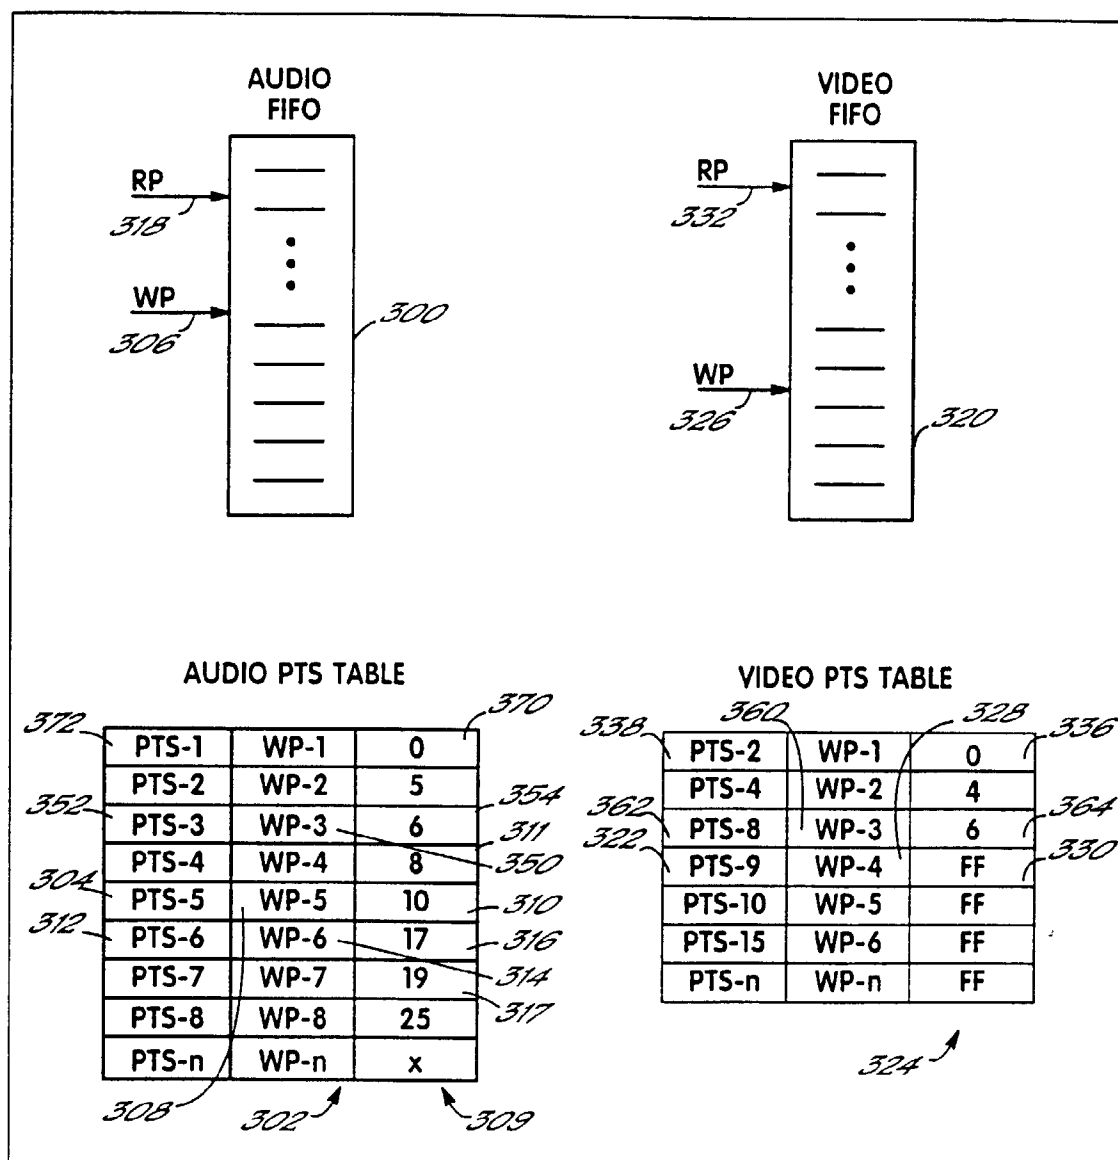 AUDIO
FIFO
VIDEO
FIFO
RP
318
RP
332
WP
306
300
WP
326
320
AUDIO PTS TABLE
VIDEO PTS TABLE
370
372
PTS-1 WP-1 0
PTS-2 WP-2 5
352
354
PTS-3 WP-3 6
311
350
PTS-4 WP-4 8
304
PTS-5 WP-5 10
310
312
PTS-6 WP-6 17
316
314
PTS-7 WP-7 19
317
PTS-8 WP-8 25
PTS-n WP-n x
308
302
309
360
328
338
336
PTS-2 WP-1 0
PTS-4 WP-2 4
362
364
PTS-8 WP-3 6
322
330
PTS-9 WP-4 FF
PTS-10 WP-5 FF
PTS-15 WP-6 FF
PTS-n WP-n FF
324